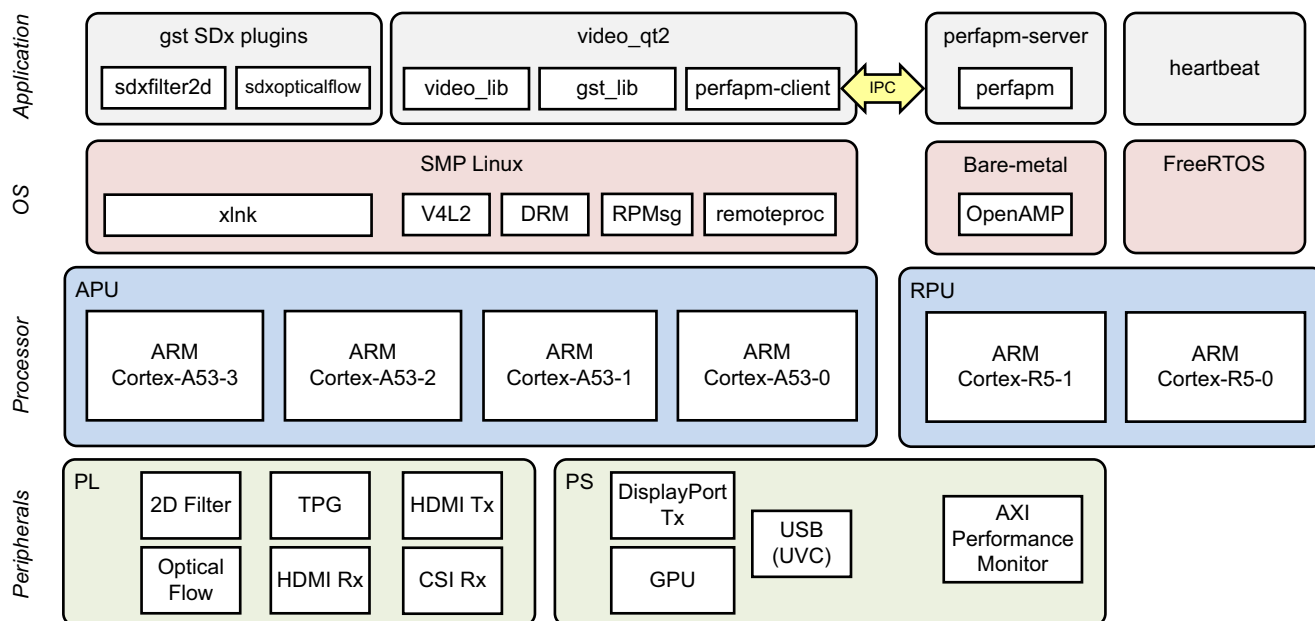 Application
gst SDx plugins
sdxfilter2d
sdxopticalflow
video_qt2
video_lib
gst_lib
perfapm-client
IPC
perfapm-server
perfapm
heartbeat
OS
SMP Linux
xlnk
V4L2
DRM
RPMsg
remoteproc
Bare-metal
OpenAMP
FreeRTOS
Processor
APU
ARM
Cortex-A53-3
ARM
Cortex-A53-2
ARM
Cortex-A53-1
ARM
Cortex-A53-0
RPU
ARM
Cortex-R5-1
ARM
Cortex-R5-0
Peripherals
PL
2D Filter
TPG
HDMI Tx
Optical
Flow
HDMI Rx
CSI Rx
PS
DisplayPort
Tx
GPU
USB
(UVC)
AXI
Performance
Monitor